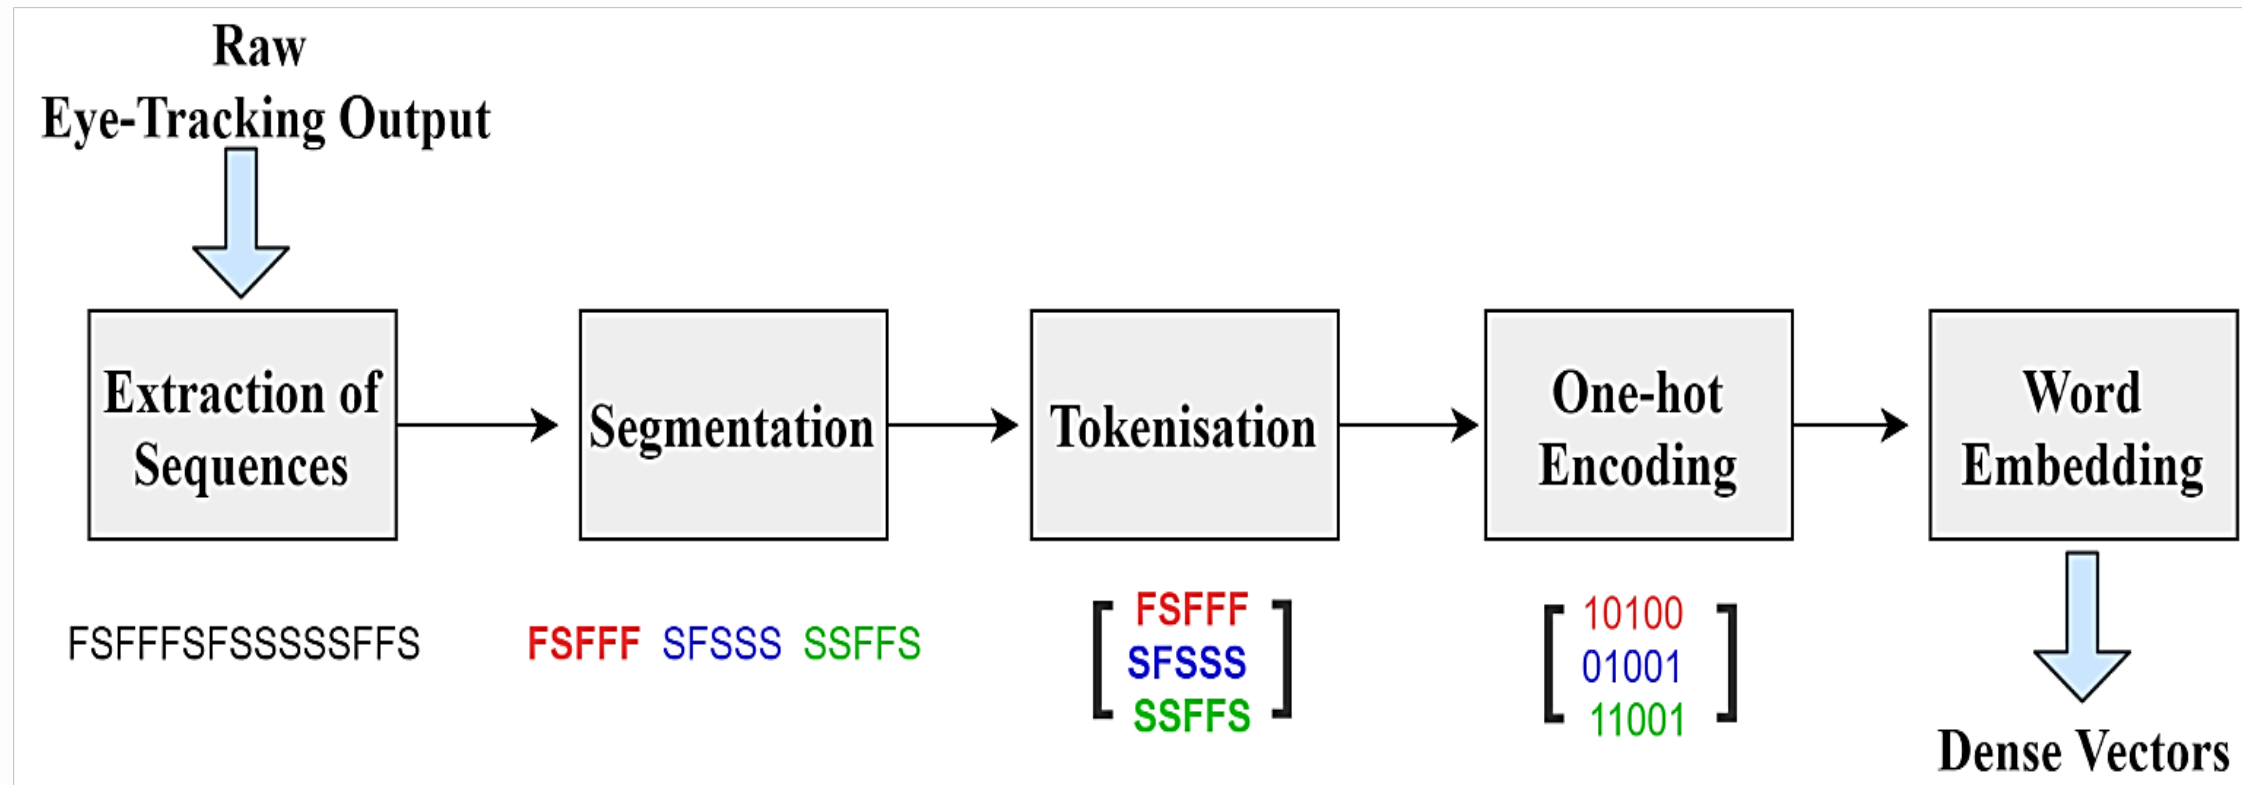 Raw
Eye-Tracking Output
Extraction of
Sequences
Segmentation
Tokenisation
One-hot
Encoding
Word
Embedding
FSFFFSFSSSSSFFS
FSFFF SFSSS SSFFS
FSFFF
SFSSS
SSFFS
10100
01001
11001
Dense Vectors